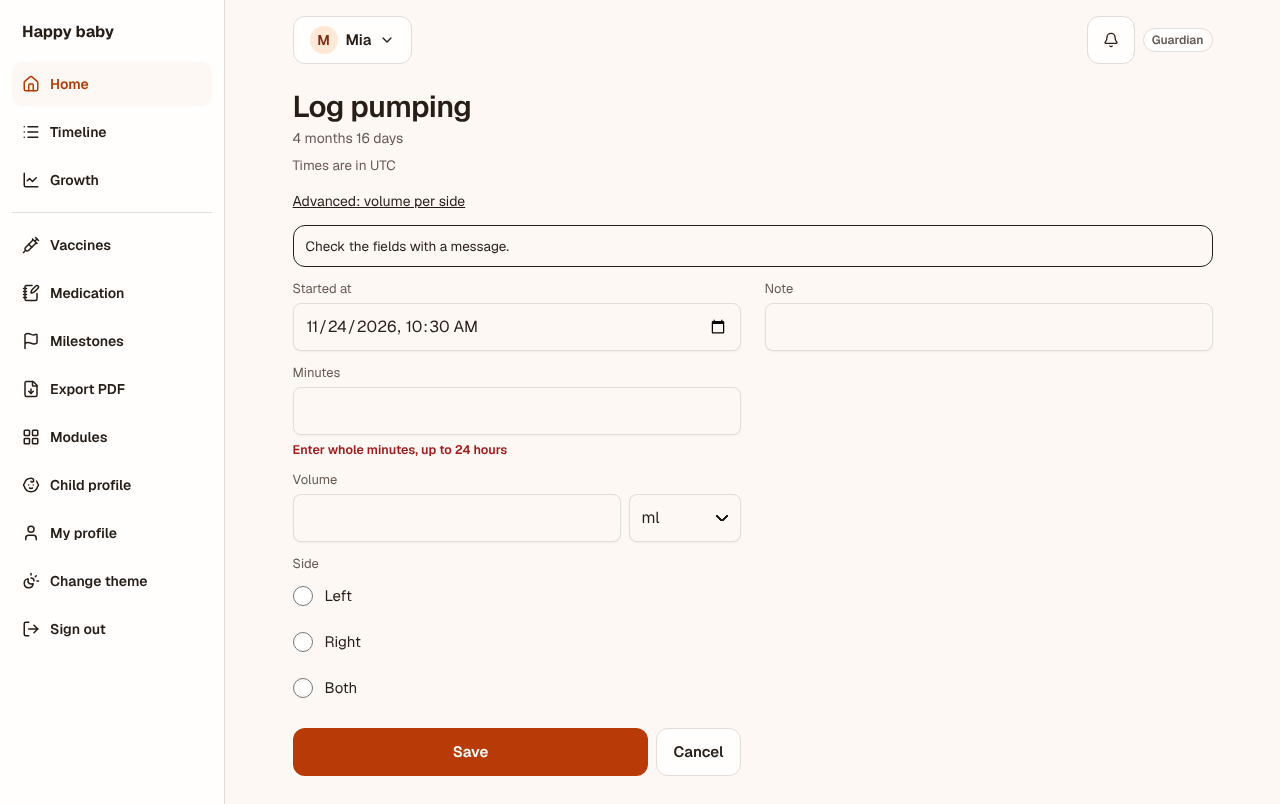 Happy baby
Home
Timeline
Growth
Vaccines
Medication
Milestones
Export PDF
Modules
Child profile
My profile
Change theme
Sign out
M Mia
Guardian
Log pumping
4 months 16 days
Times are in UTC
Advanced: volume per side
Check the fields with a message.
Started at
11/24/2026, 10:30 AM
Note
Minutes
Enter whole minutes, up to 24 hours
Volume
ml
Side
Left
Right
Both
Save
Cancel